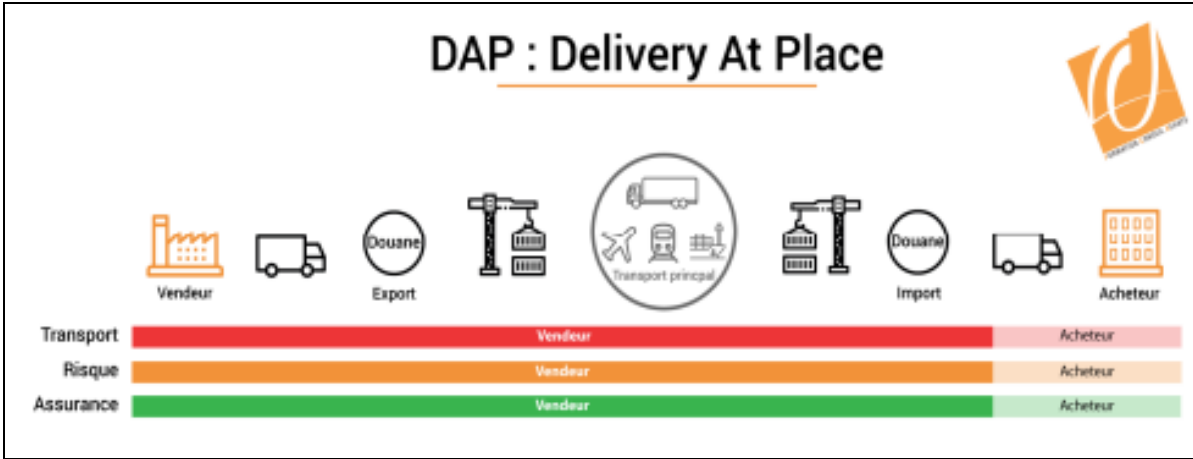 DAP : Delivery At Place
Douane
Douane
Transport princpal
Vendeur
Export
Import
Acheteur
Transport
Vendeur
Acheteur
Risque
Vendeur
Acheteur
Assurance
Vendeur
Acheteur